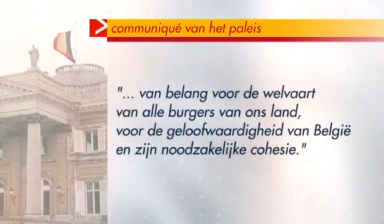 communiqué van het paleis
"... van belang voor de welvaart
van alle burgers van ons land,
voor de geloofwaardigheid van België
en zijn noodzakelijke cohesie."